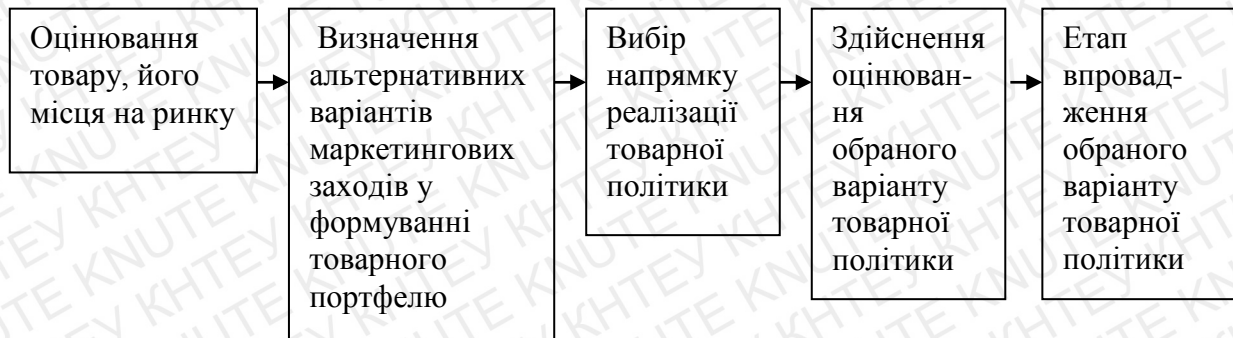 Оцінювання
товару, його
місця на ринку
Визначення
альтернативних
варіантів
маркетингових
заходів у
формуванні
товарного
портфелю
Вибір
напрямку
реалізації
товарної
політики
Здійснення
оцінюван-
ня
обраного
варіанту
товарної
політики
Етап
впровад-
ження
обраного
варіанту
товарної
політики